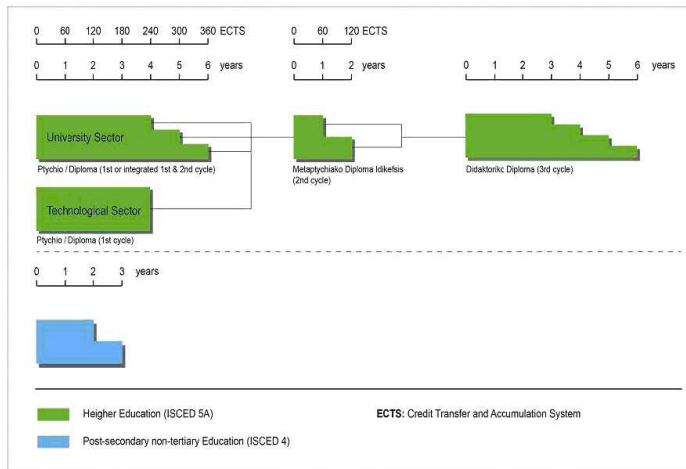 0 60 120 180 240 300 360 ECTS
0 60 120 ECTS
0 1 2 3 4 5 6 years
0 1 2 years
0 1 2 3 4 5 6 years
University Sector
Ptychio / Diploma (1st or integrated 1st & 2nd cycle)
Metaptychiako Diploma Idikefsis
(2nd cycle)
Didaktorikc Diploma (3rd cycle)
Technological Sector
Ptychio / Diploma (1st cycle)
0 1 2 3 years
Heigher Education (ISCED 5A)
ECTS: Credit Transfer and Accumulation System
Post-secondary non-tertiary Education (ISCED 4)